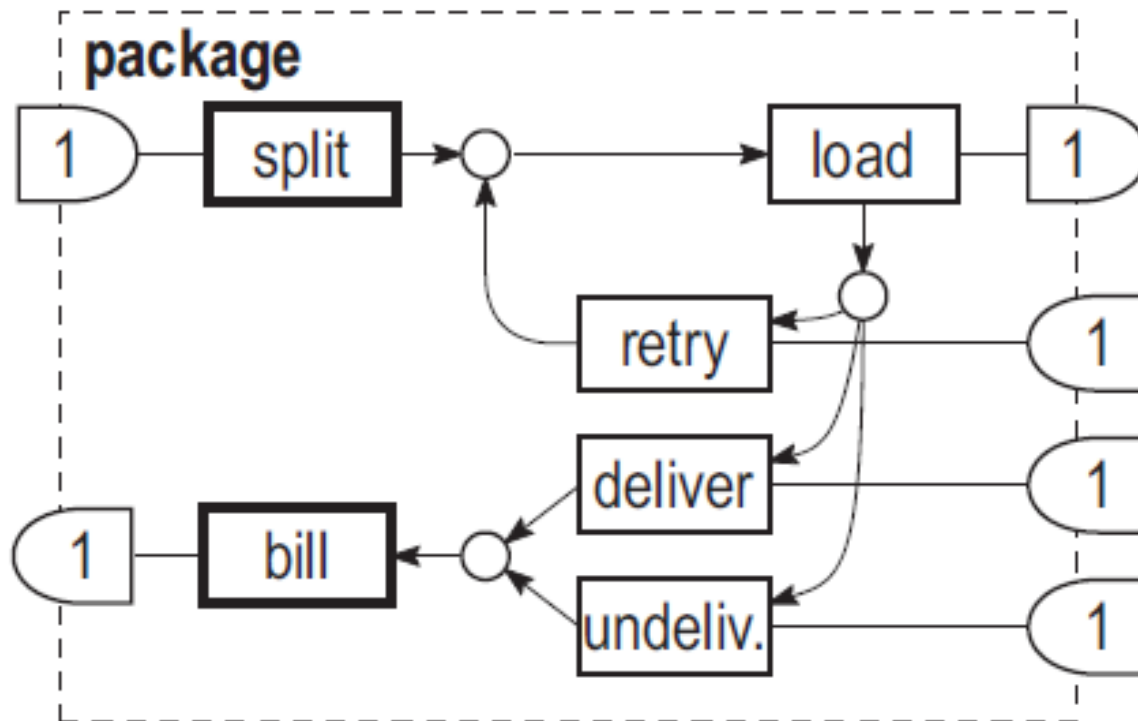 package
1 split load 1
retry 1
deliver 1
1 bill
undeliv. 1